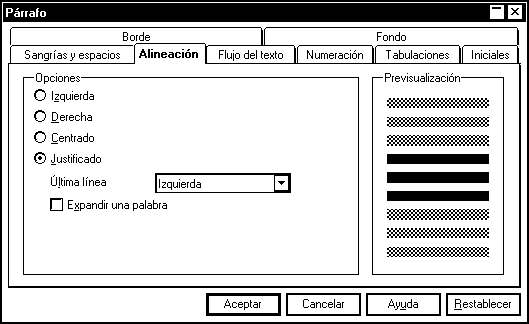 Párrafo
Borde Fondo
Sangrías y espacios Alineación Flujo del texto Numeración Tabulaciones Iniciales
Opciones Previsualización
Izquierda
Derecha
Centrado
Justificado
Última línea Izquierda
Expandir una palabra
Aceptar Cancelar Ayuda Restablecer